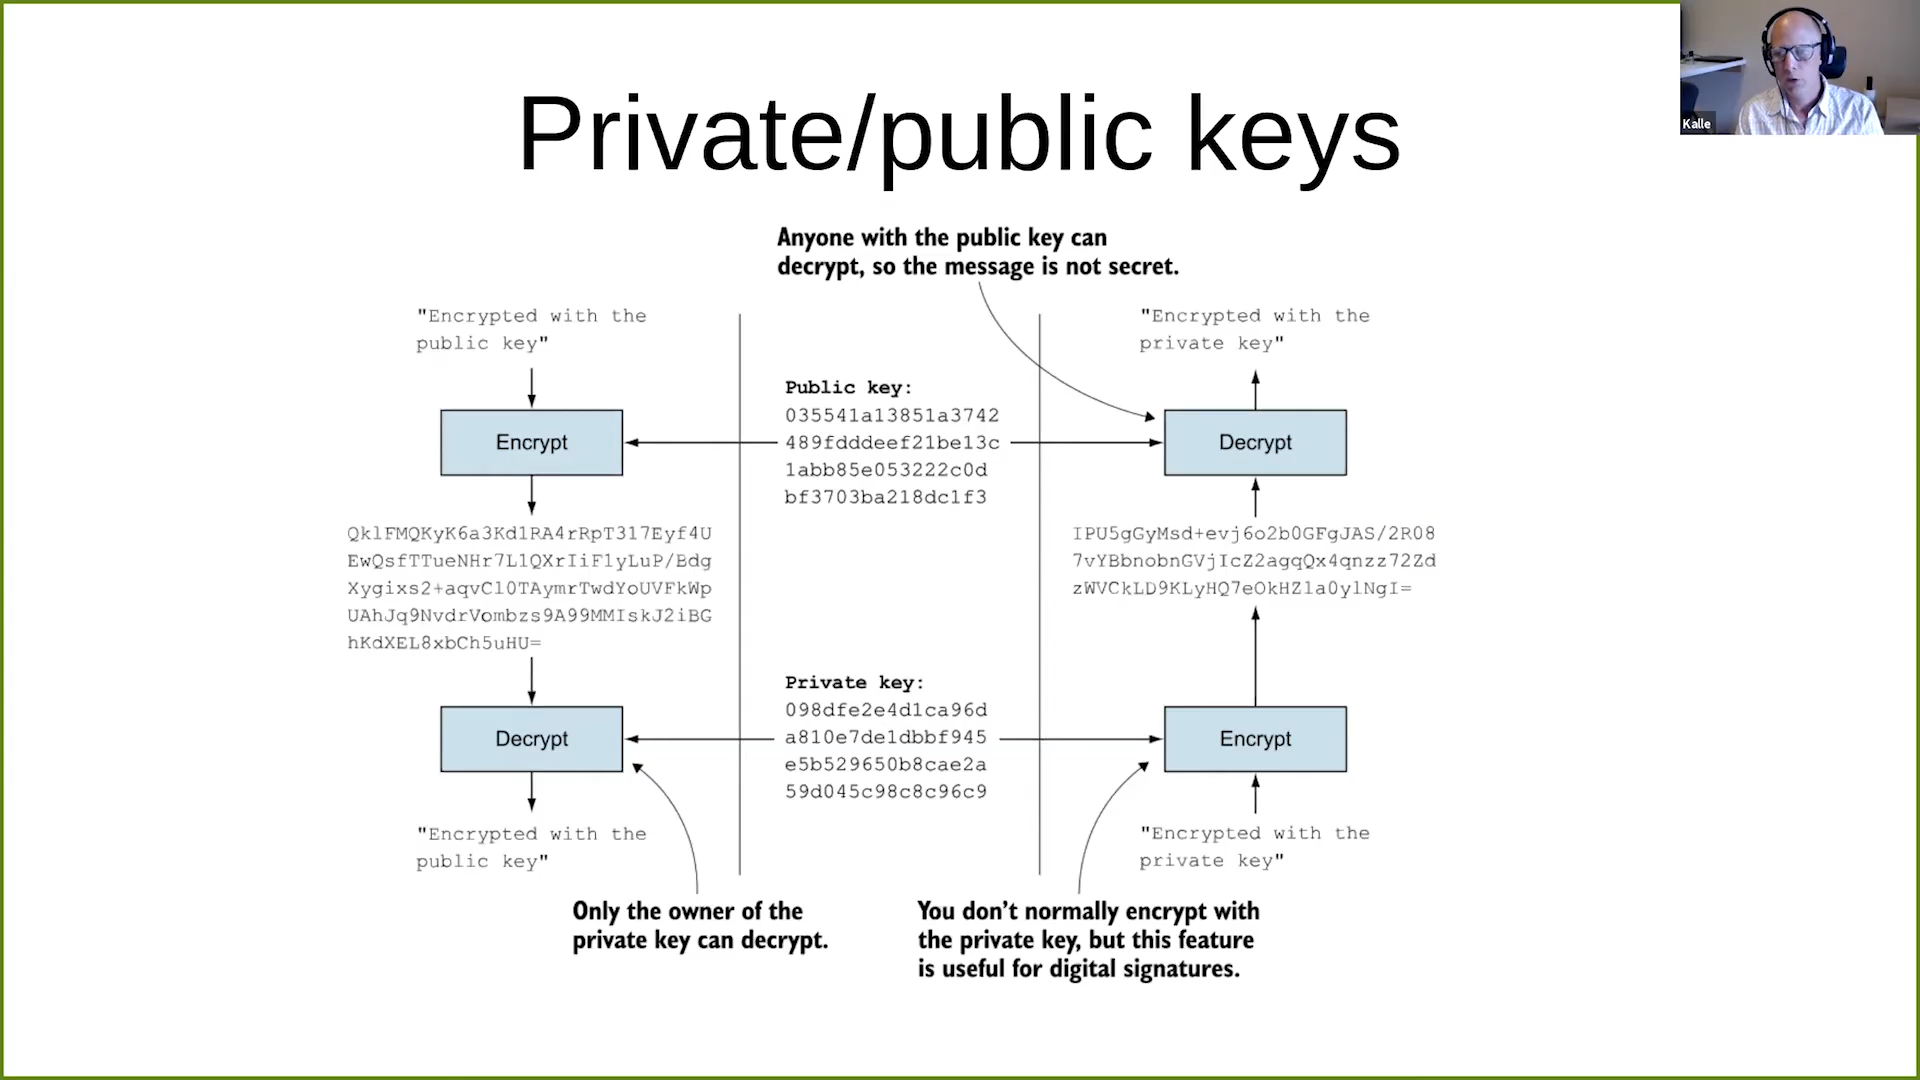 Kalle
Private/public keys
Anyone with the public key can
decrypt, so the message is not secret.
"Encrypted with the
public key"
Encrypt
QklFMQKyK6a3Kd1RA4rRpT317Eyf4U
EwQsfTTueNHr7L1QXrIiF1yLuP/Bdg
Xygixs2+aqvCl0TAymrTwdYoUVFkWp
UAhJq9NvdrVombzs9A99MMIskJ2iBG
hKdXEL8xbCh5uHU=
Decrypt
"Encrypted with the
public key"
Only the owner of the
private key can decrypt.
Public key:
035541a13851a3742
489fdddeef21be13c
1abb85e053222c0d
bf3703ba218dc1f3
Private key:
098dfe2e4d1ca96d
a810e7de1dbbf945
e5b529650b8cae2a
59d045c98c8c96c9
"Encrypted with the
private key"
Decrypt
IPU5gGyMsd+evj6o2b0GFgJAS/2R08
7vYBbnobnGVjIcZ2agqQx4qnzz72Zd
zWVCkLD9KLyHQ7eOkHZla0ylNgI=
Encrypt
"Encrypted with the
private key"
You don’t normally encrypt with
the private key, but this feature
is useful for digital signatures.